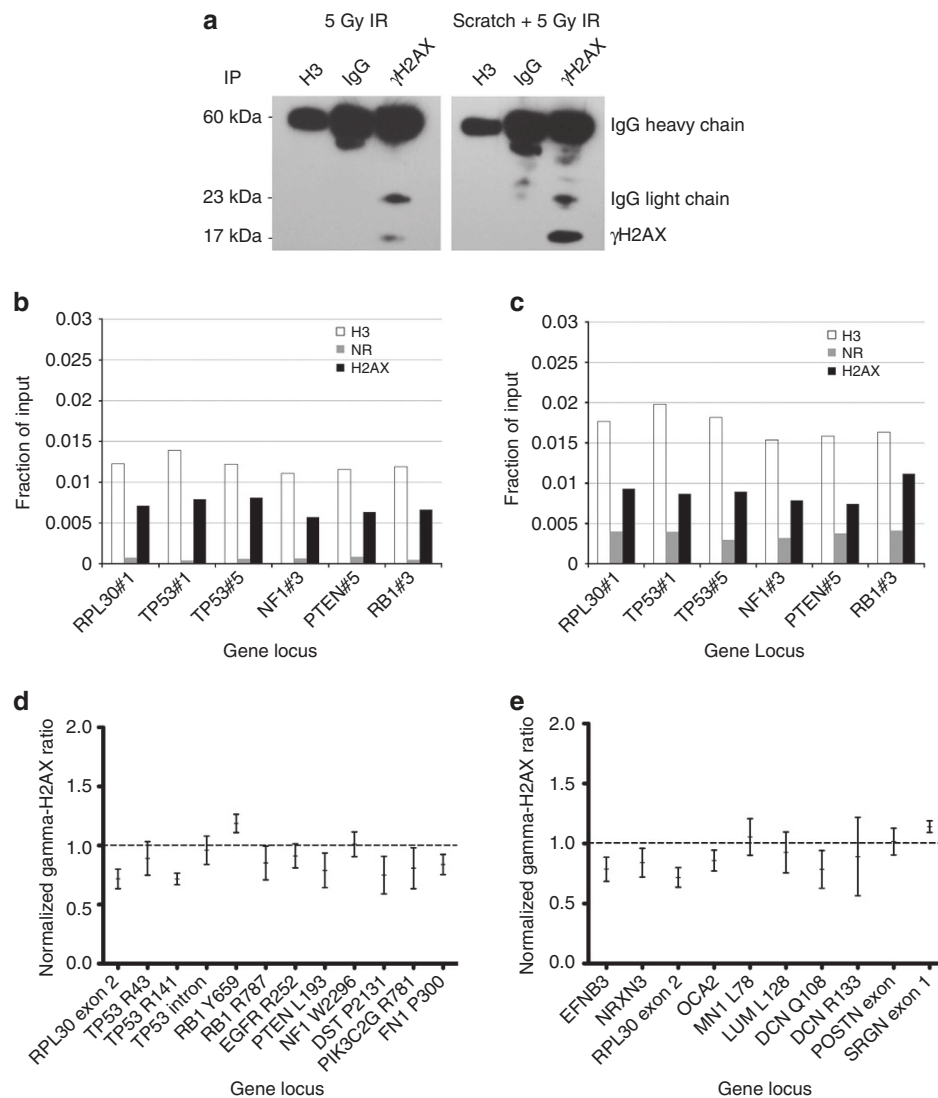 a
5 Gy IR
Scratch + 5 Gy IR
IP
H3
IgG
γH2AX
H3
IgG
γH2AX
60 kDa -
23 kDa -
17 kDa -
IgG heavy chain
IgG light chain
γH2AX
b
0.03
0.025
0.02
0.015
0.01
0.005
0
Fraction of input
H3
NR
H2AX
RPL30#1
TP53#1
TP53#5
NF1#3
PTEN#5
RB1#3
Gene locus
c
0.03
0.025
0.02
0.015
0.01
0.005
0
Fraction of input
H3
NR
H2AX
RPL30#1
TP53#1
TP53#5
NF1#3
PTEN#5
RB1#3
Gene Locus
d
2.0
1.5
1.0
0.5
0.0
Normalized gamma-H2AX ratio
RPL30 exon 2
TP53 R43
TP53 R141
TP53 intron
RB1 Y659
RB1 R787
EGFR R252
PTEN L193
NF1 W2296
DST P2131
PIK3C2G R781
FN1 P300
Gene locus
e
2.0
1.5
1.0
0.5
0.0
Normalized gamma-H2AX ratio
EFNB3
NRXN3
RPL30 exon 2
OCA2
MN1 L78
LUM L128
DCN Q108
DCN R133
POSTN exon
SRGN exon 1
Gene locus